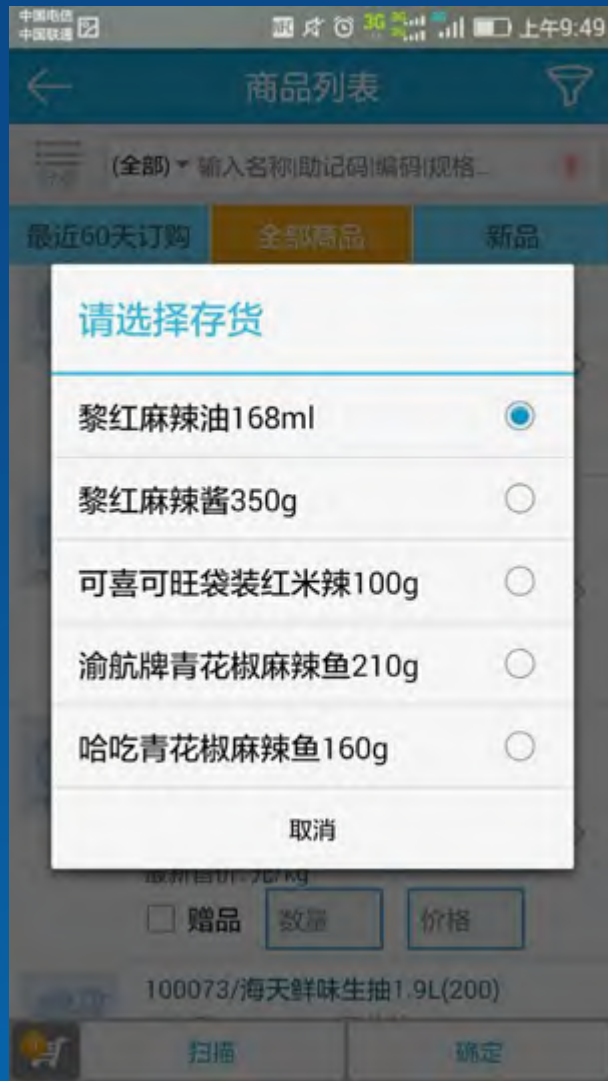 中国电信
中国联通
3G
上午9:49
商品列表
(全部) 输入名称|助记码|编码|规格...
最近60天订购 全部商品 新品
请选择存货
黎红麻辣油168ml
黎红麻辣酱350g
可喜可旺袋装红米辣100g
渝航牌青花椒麻辣鱼210g
哈吃青花椒麻辣鱼160g
取消
赠品 数量 价格
100073/海天鲜味生抽1.9L(200)
扫描 确定